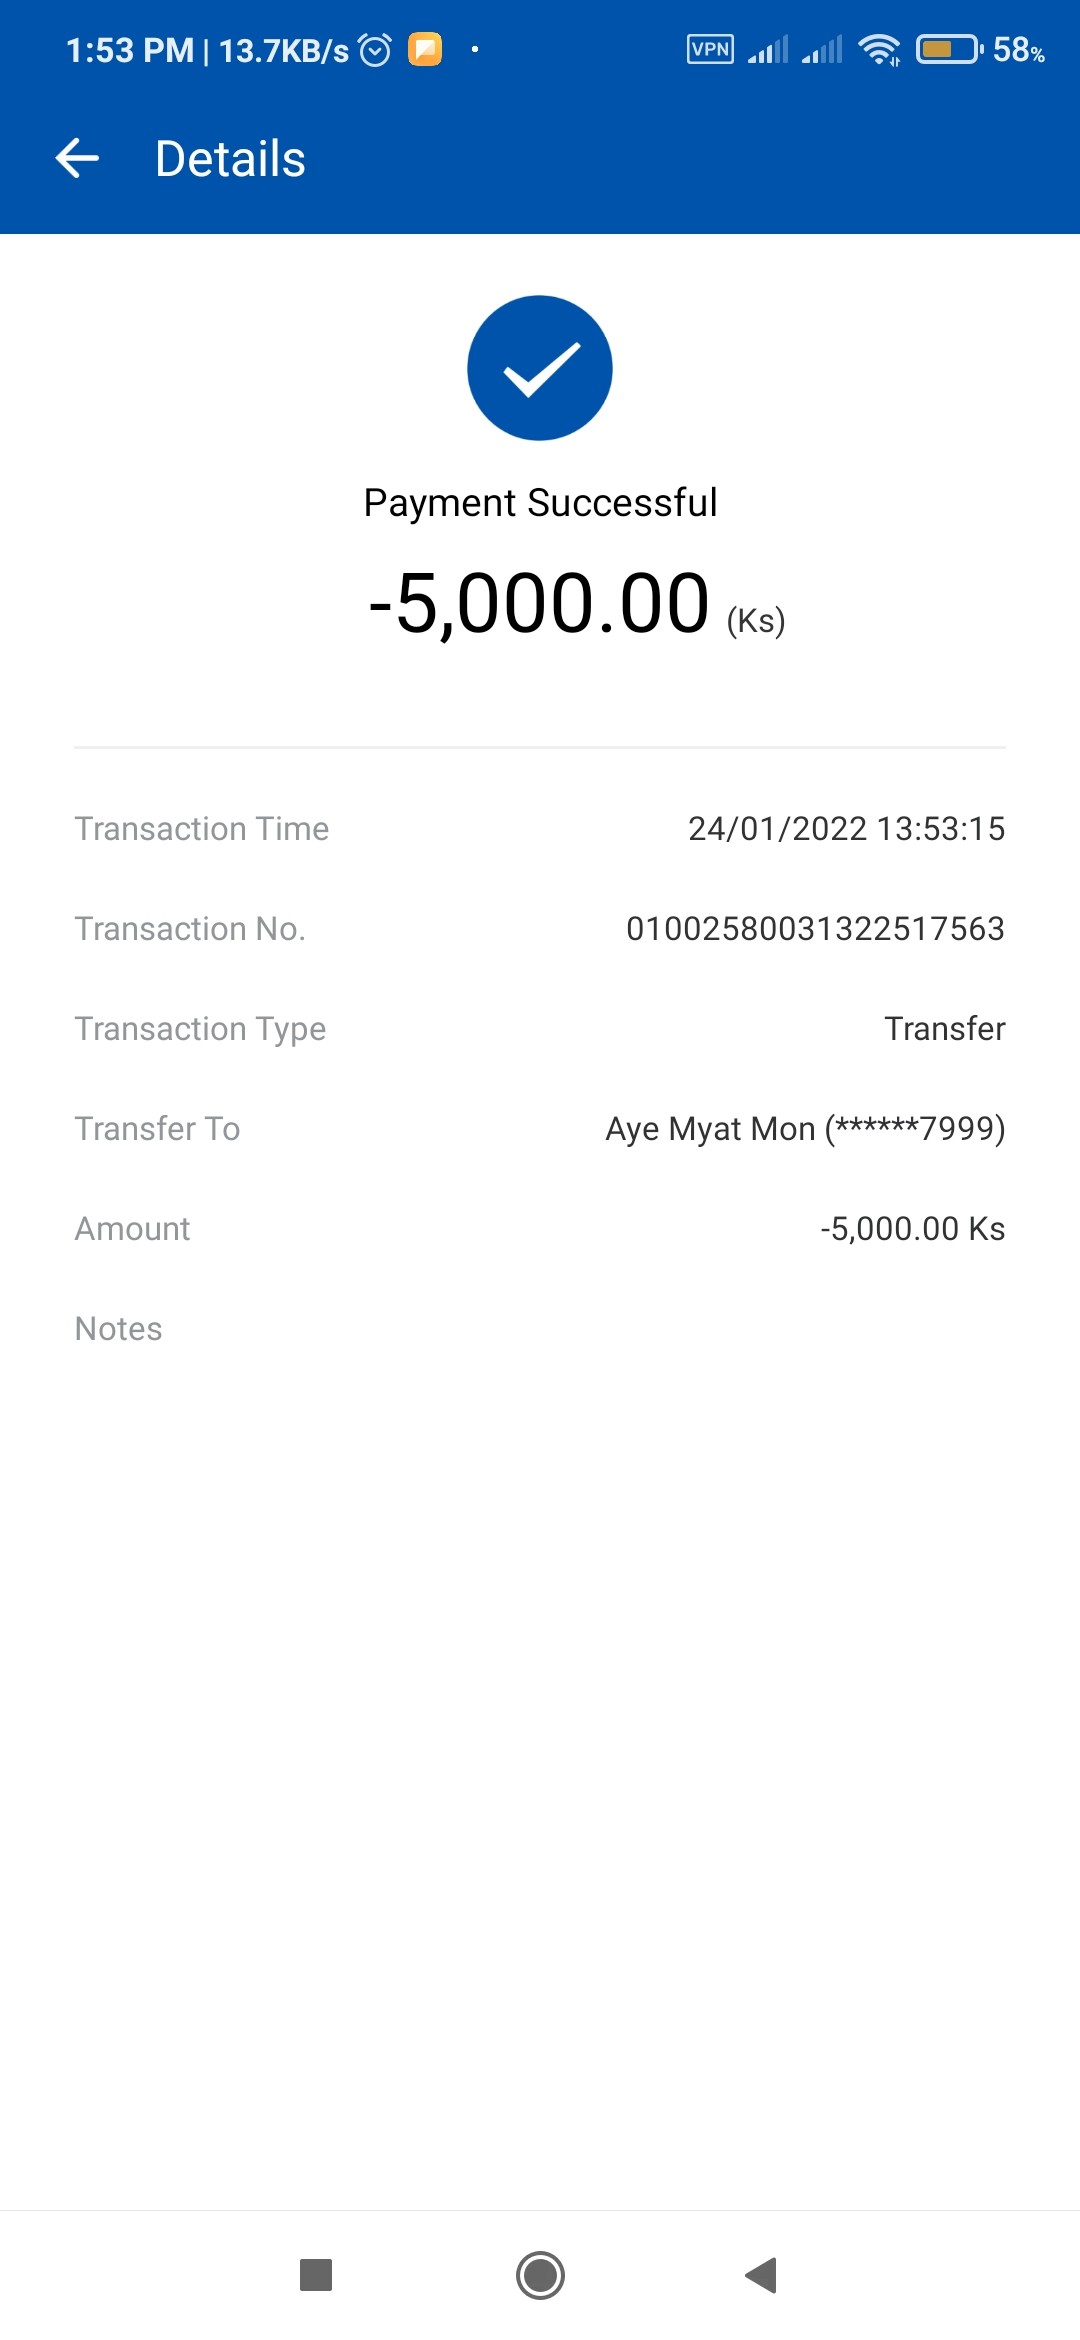 1:53 PM | 13.7KB/s VPN 58%
Details
Payment Successful
-5,000.00 (Ks)
Transaction Time 24/01/2022 13:53:15
Transaction No. 01002580031322517563
Transaction Type Transfer
Transfer To Aye Myat Mon (******7999)
Amount -5,000.00 Ks
Notes